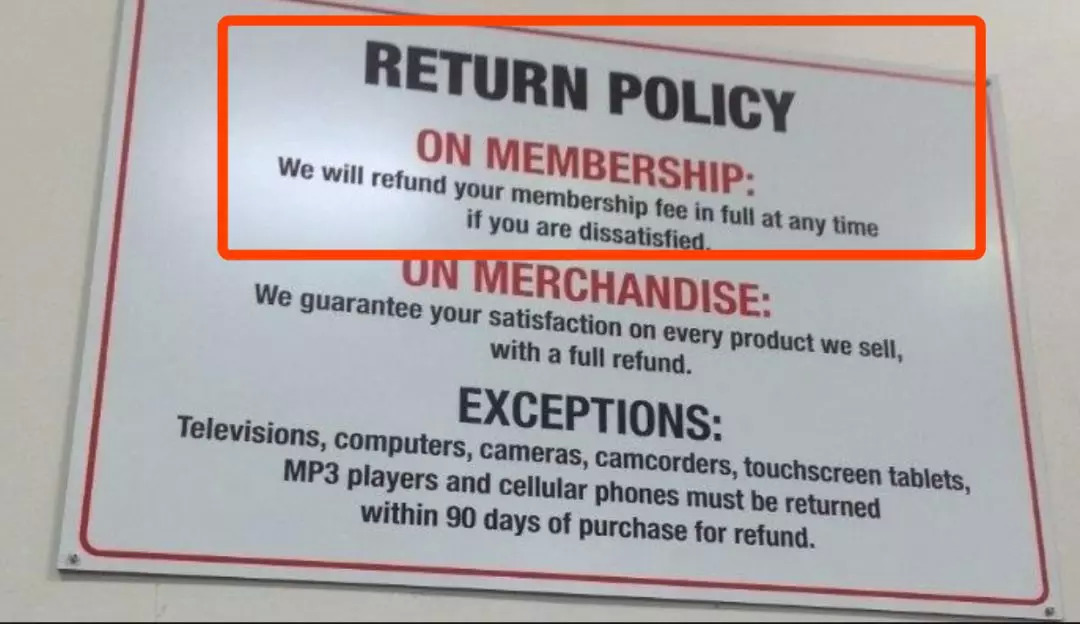 RETURN POLICY
ON MEMBERSHIP:
We will refund your membership fee in full at any time
if you are dissatisfied.
ON MERCHANDISE:
We guarantee your satisfaction on every product we sell,
with a full refund.
EXCEPTIONS:
Televisions, computers, cameras, camcorders, touchscreen tablets,
MP3 players and cellular phones must be returned
within 90 days of purchase for refund.